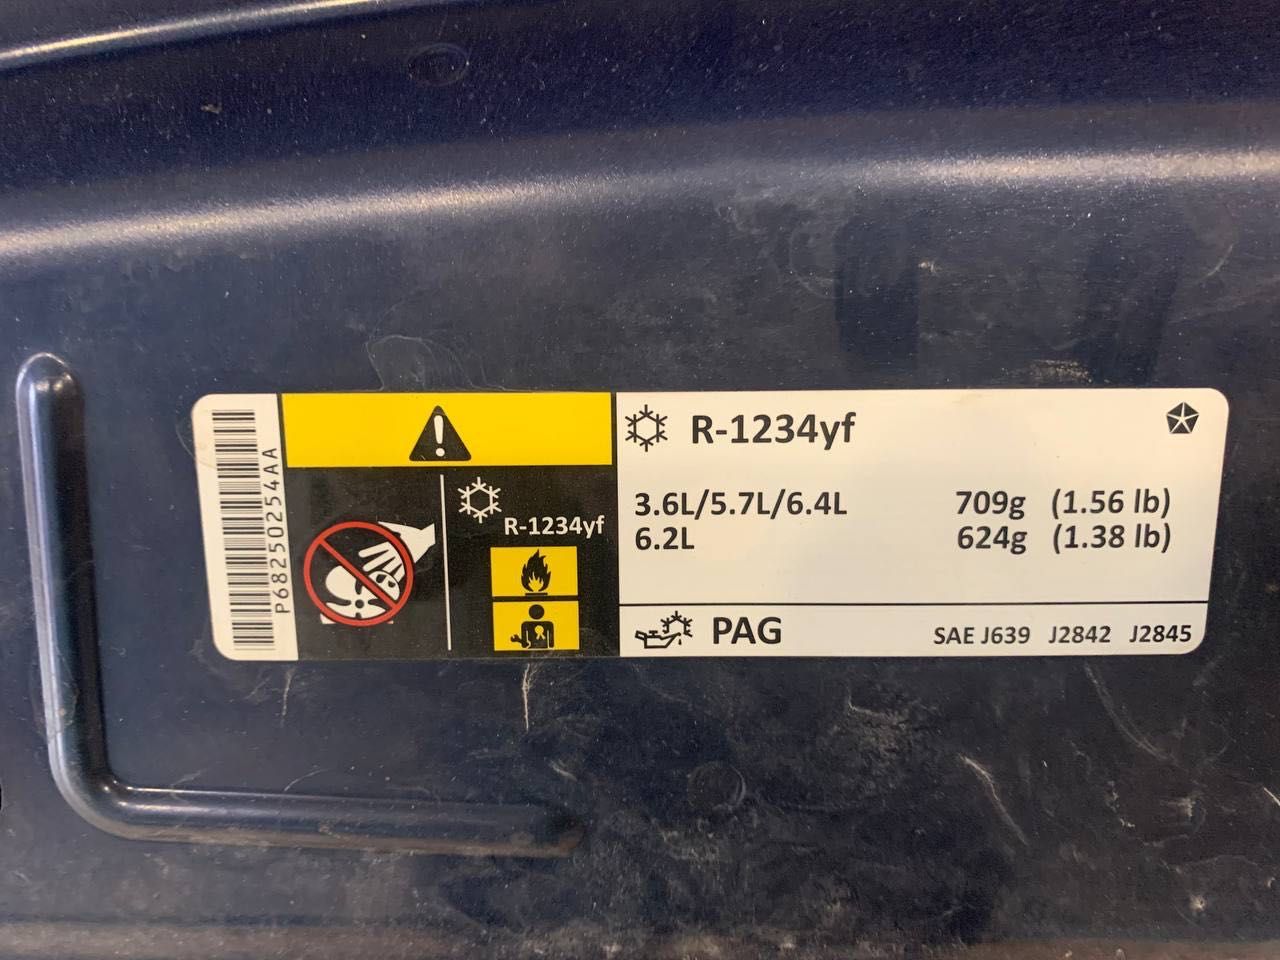 P68250254AA
R-1234yf
R-1234yf
3.6L/5.7L/6.4L 709g (1.56 lb)
6.2L 624g (1.38 lb)
PAG SAE J639 J2842 J2845